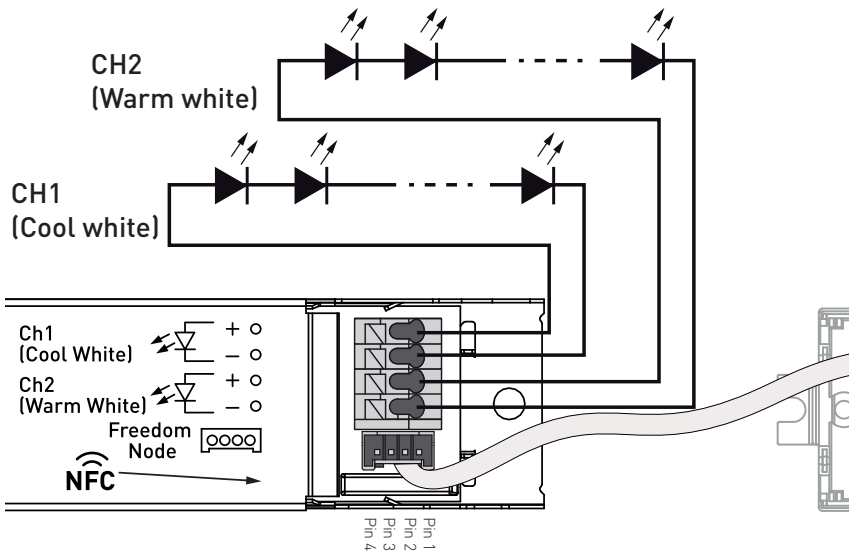 CH2
(Warm white)
CH1
(Cool white)
Ch1
(Cool White)
+
−
Ch2
(Warm White)
+
−
Freedom
Node
NFC
Pin 4
Pin 3
Pin 2
Pin 1